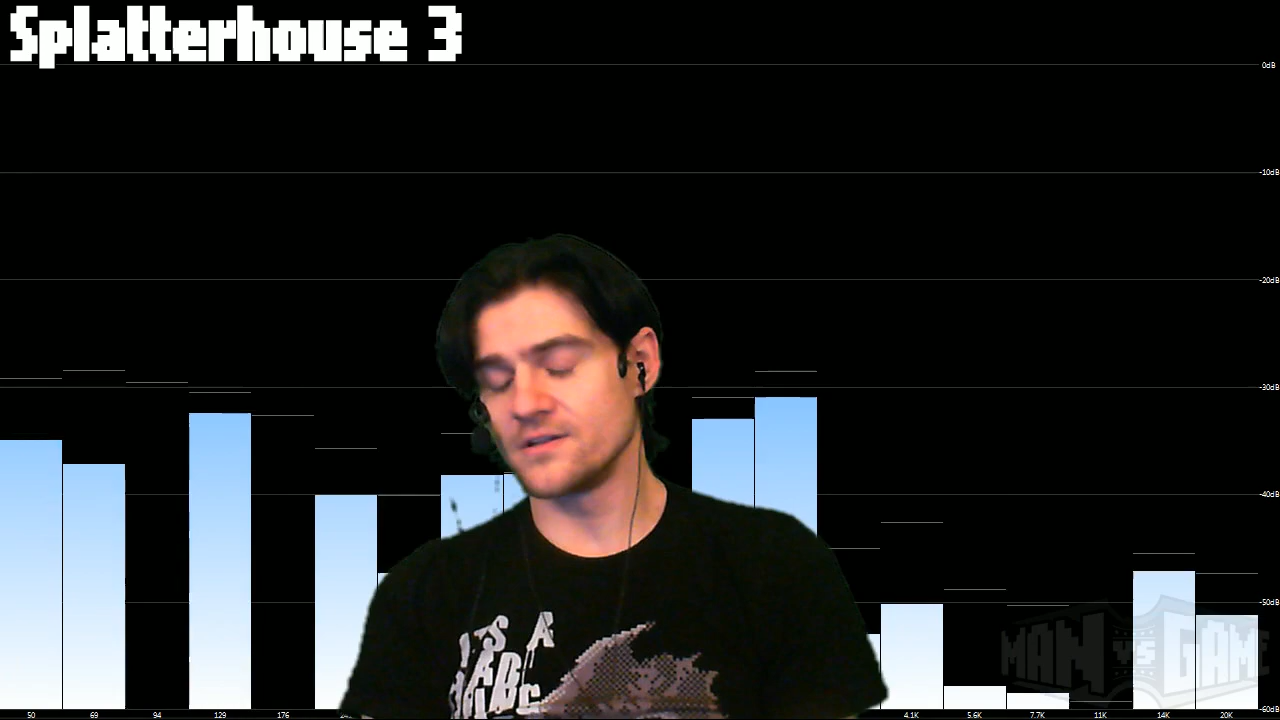 Splatterhouse 3
0dB
-10dB
-20dB
-30dB
-40dB
-50dB
-60dB
IT'S A
MAN VS GAME
50 69 94 129 176 4.1K 5.6K 7.7K 11K 14K 20K